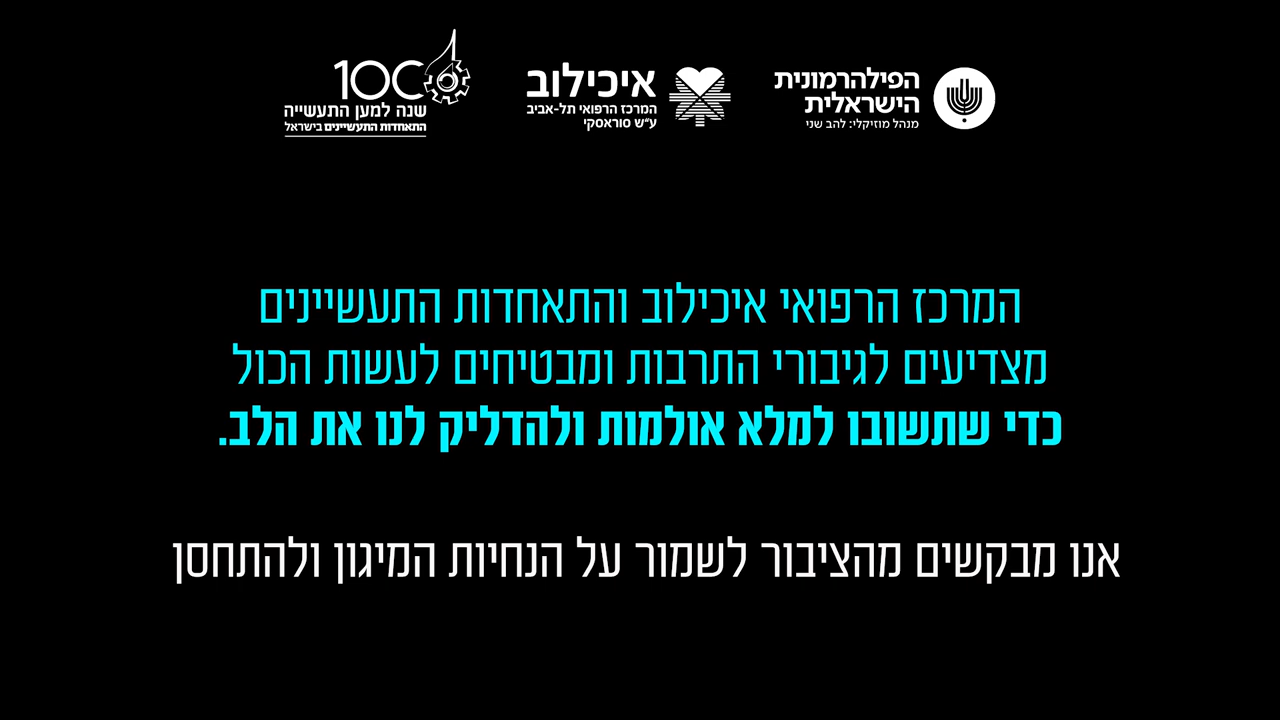 הפילהרמונית
הישראלית
מנהל מוזיקלי: להב שני
איכילוב
המרכז הרפואי תל-אביב
ע״ש סוראסקי
100
שנה למען התעשייה
התאחדות התעשיינים בישראל
המרכז הרפואי איכילוב והתאחדות התעשיינים
מצדיעים לגיבורי התרבות ומבטיחים לעשות הכול
כדי שתשובו למלא אולמות ולהדליק לנו את הלב.
אנו מבקשים מהציבור לשמור על הנחיות המיגון ולהתחסן